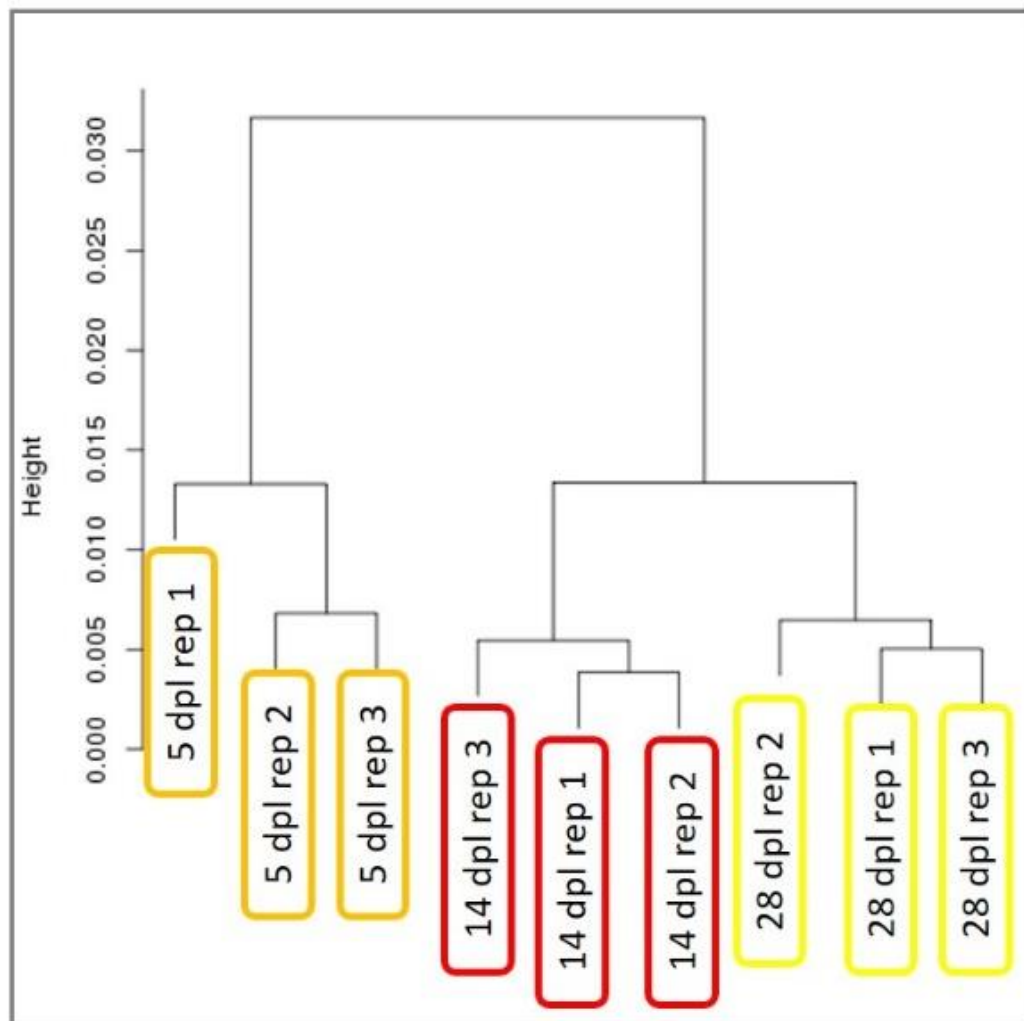 Height
0.030
0.025
0.020
0.015
0.010
0.005
0.000
5 dpl rep 1
5 dpl rep 2
5 dpl rep 3
14 dpl rep 3
14 dpl rep 1
14 dpl rep 2
28 dpl rep 2
28 dpl rep 1
28 dpl rep 3